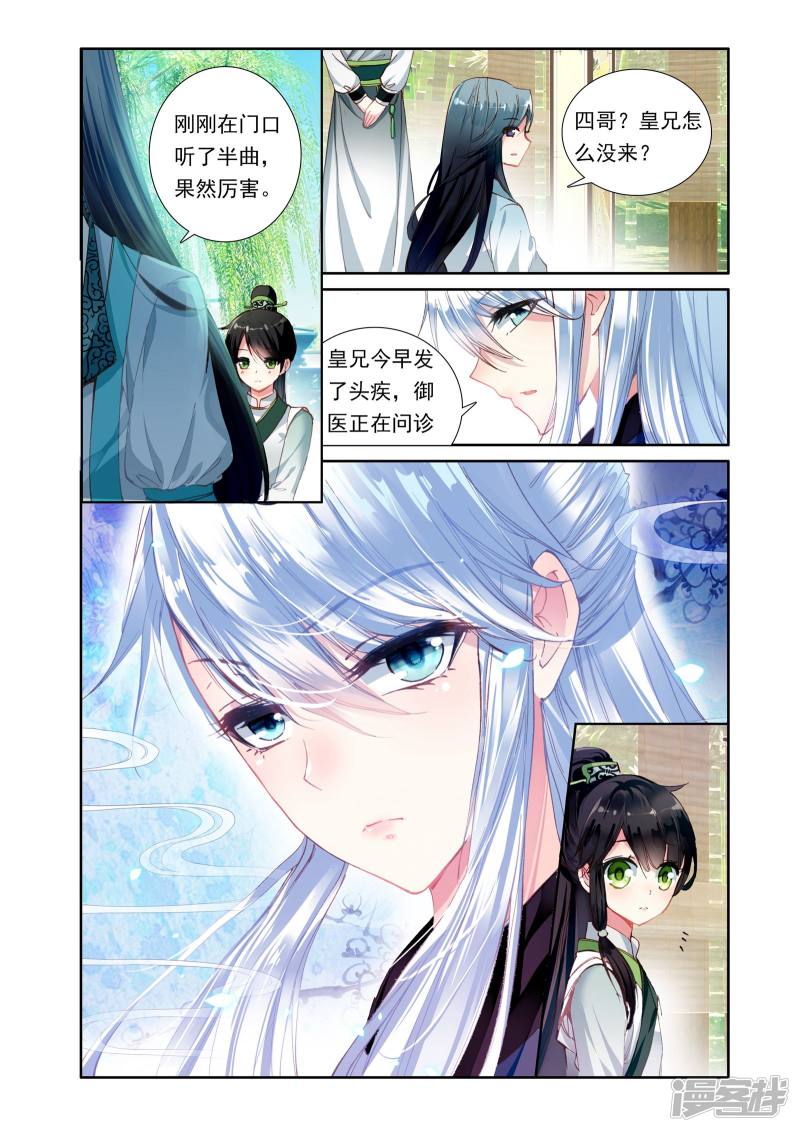 刚刚在门口
听了半曲，
果然厉害。
四哥？皇兄怎
么没来？
皇兄今早发
了头疾，御
医正在问诊
漫客栈